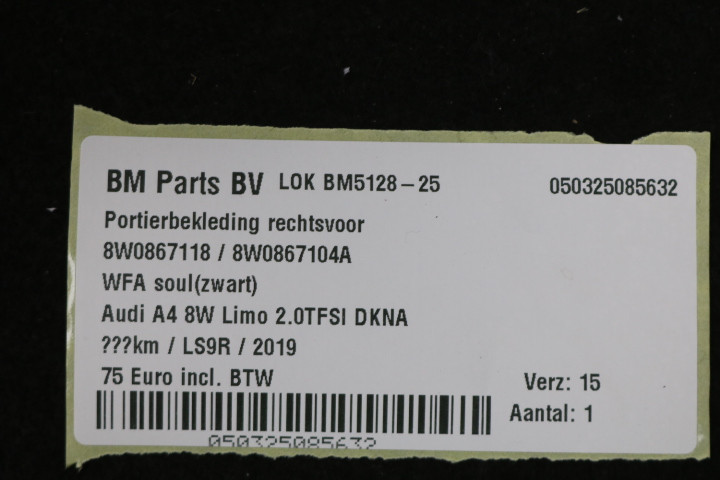 BM Parts BV LOK BM5128-25 050325085632
Portierbekleding rechtsvoor
8W0867118 / 8W0867104A
WFA soul(zwart)
Audi A4 8W Limo 2.0TFSI DKNA
???km / LS9R / 2019
75 Euro incl. BTW Verz: 15
Aantal: 1
050325085632